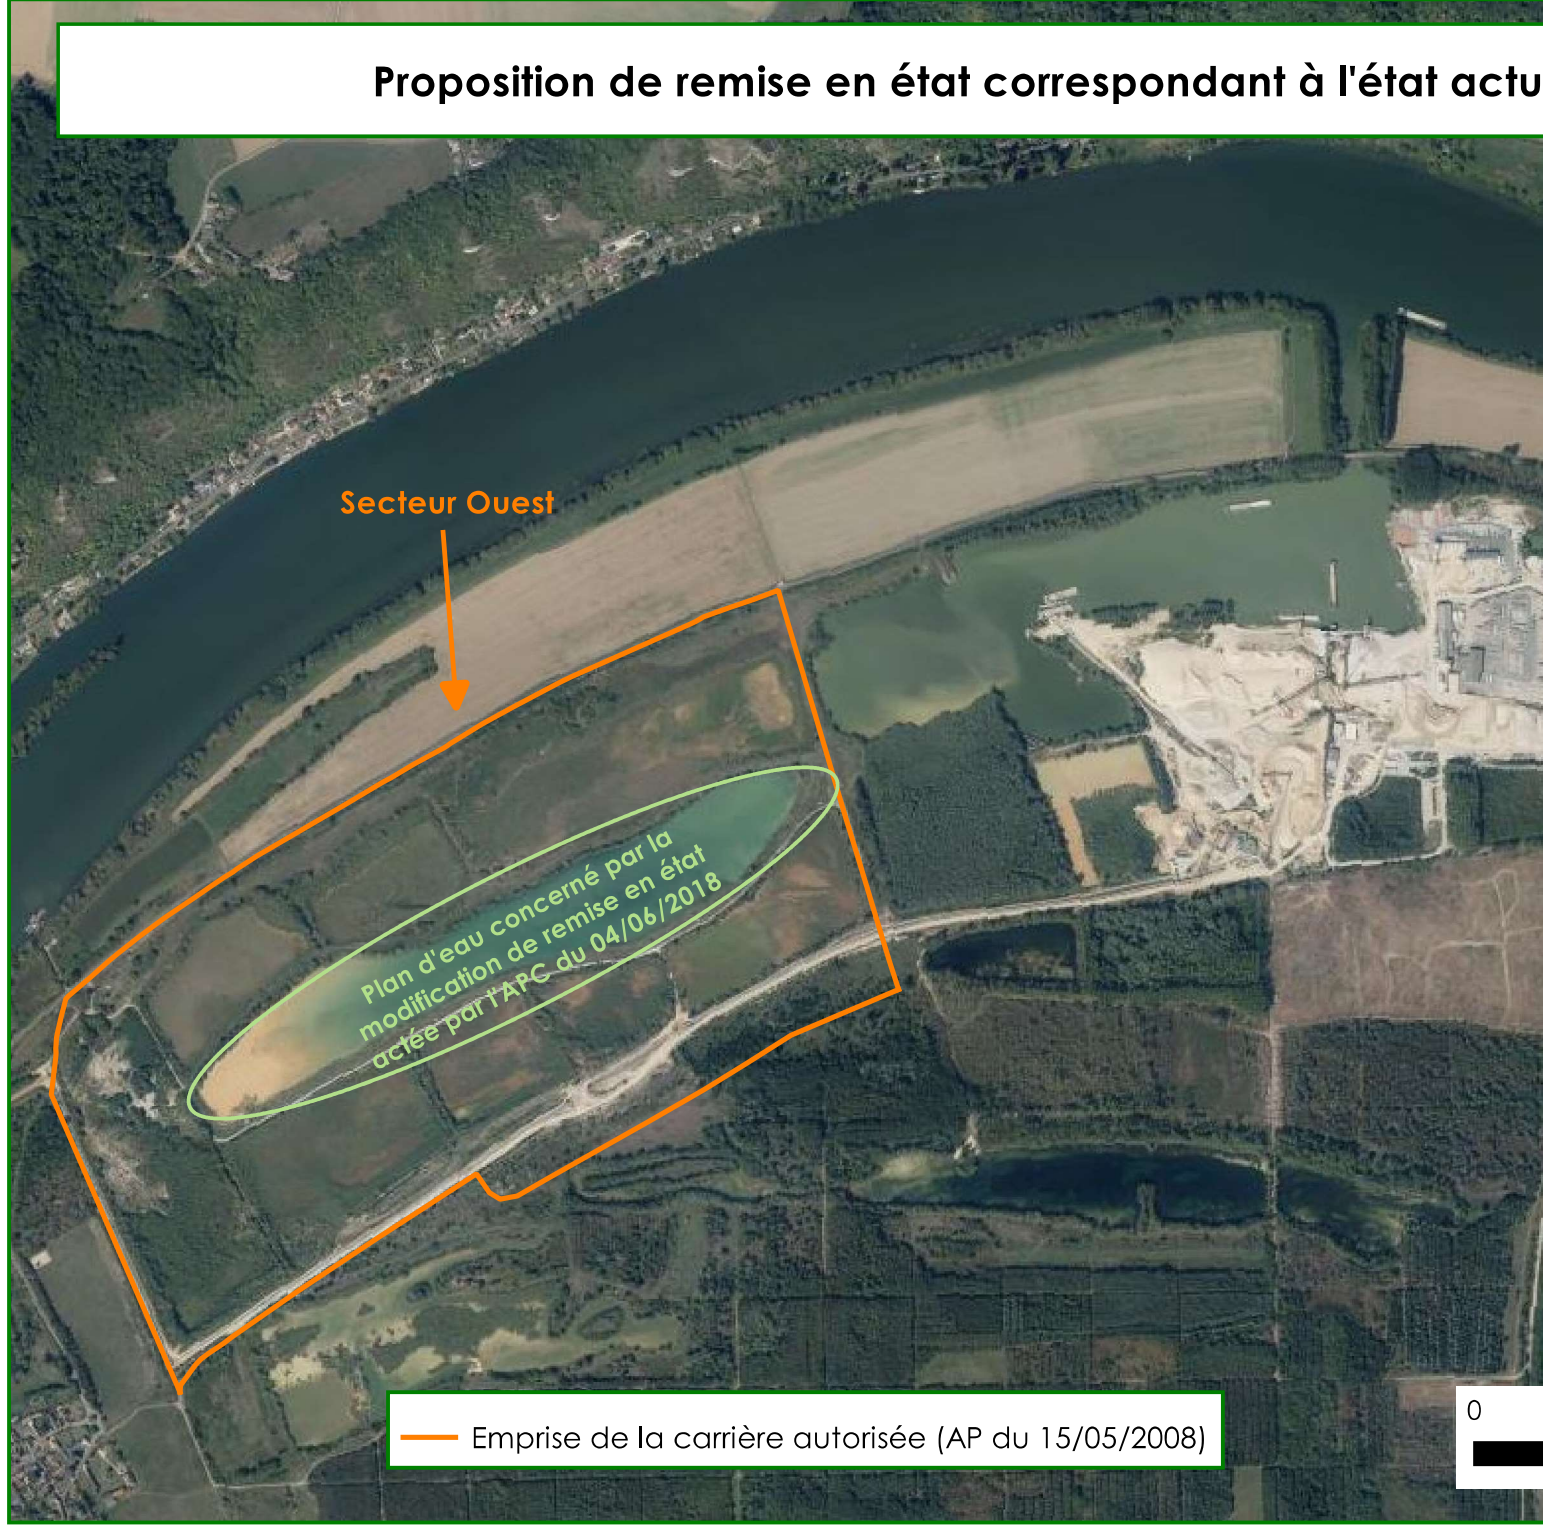 Proposition de remise en état correspondant à l'état actu
Secteur Ouest
Plan d'eau concerné par la
modification de remise en état
actée par l'APC du 04/06/2018
Emprise de la carrière autorisée (AP du 15/05/2008)
0